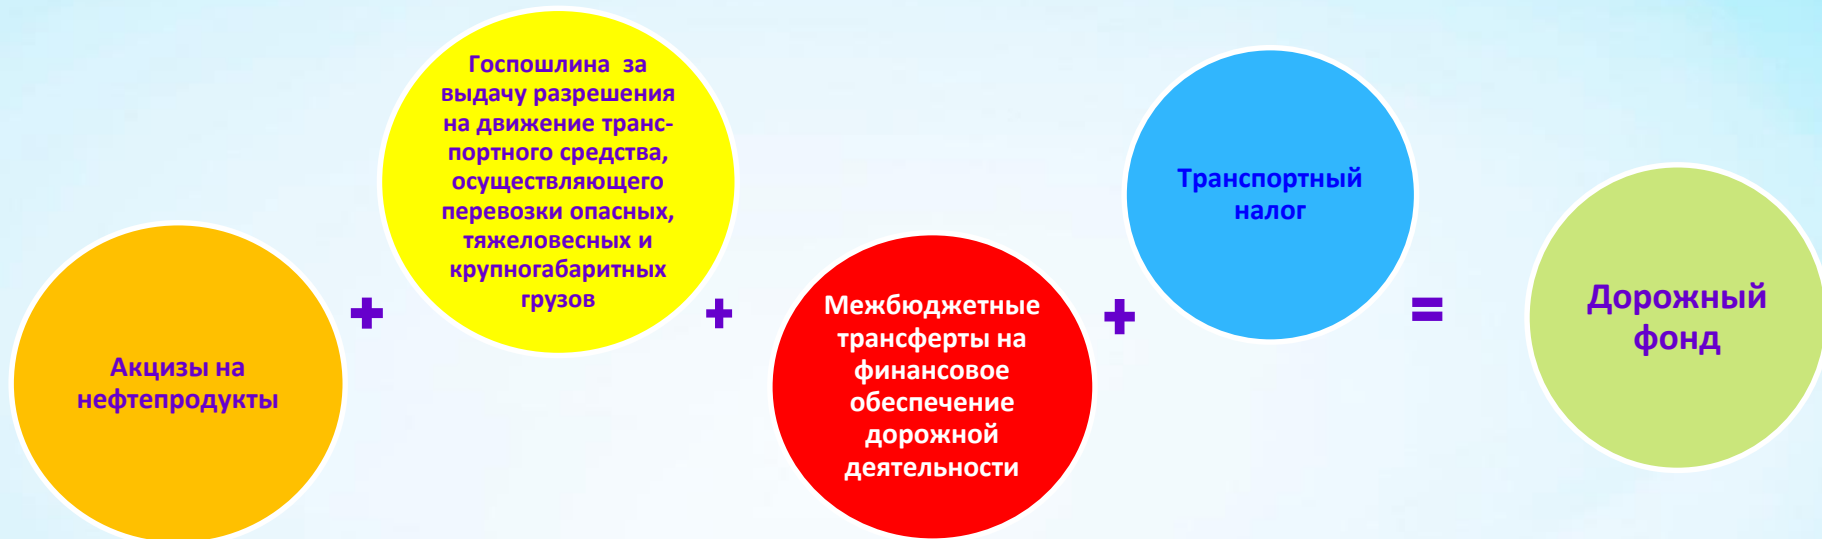 Акцизы на
нефтепродукты
+
Госпошлина за
выдачу разрешения
на движение транс-
портного средства,
осуществляющего
перевозки опасных,
тяжеловесных и
крупногабаритных
грузов
+
Межбюджетные
трансферты на
финансовое
обеспечение
дорожной
деятельности
+
Транспортный
налог
=
Дорожный
фонд